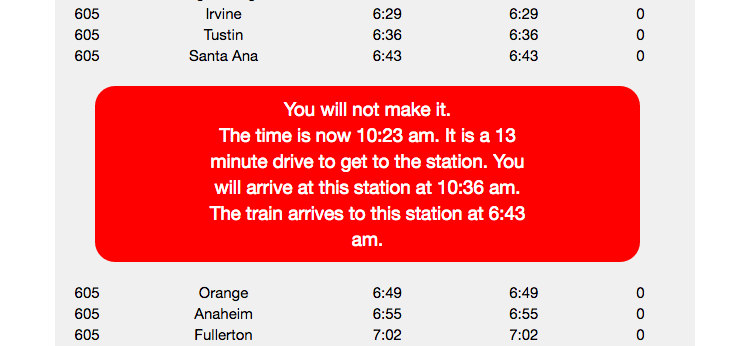 605 Irvine 6:29 6:29 0
605 Tustin 6:36 6:36 0
605 Santa Ana 6:43 6:43 0
You will not make it.
The time is now 10:23 am. It is a 13
minute drive to get to the station. You
will arrive at this station at 10:36 am.
The train arrives to this station at 6:43
am.
605 Orange 6:49 6:49 0
605 Anaheim 6:55 6:55 0
605 Fullerton 7:02 7:02 0